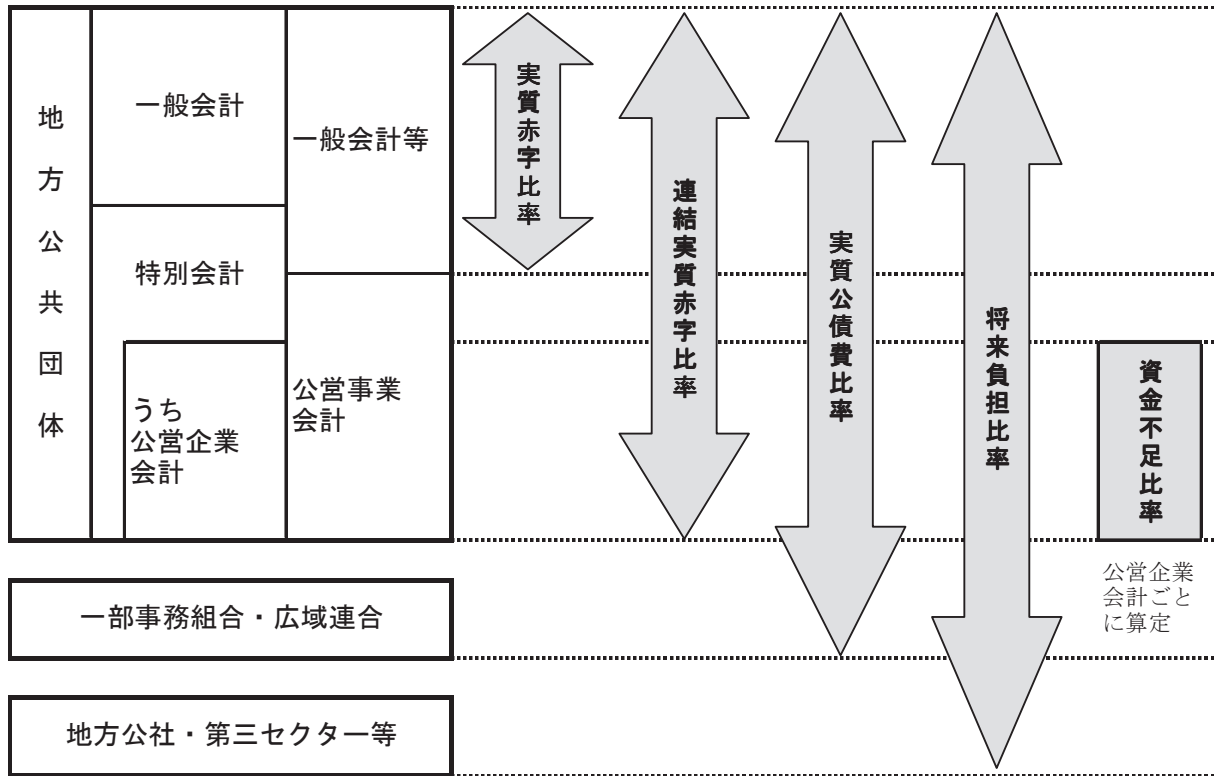 地方公共団体
一般会計
特別会計
うち
公営企業
会計
一般会計等
公営事業
会計
実質赤字比率
連結実質赤字比率
実質公債費比率
将来負担比率
資金不足比率
公営企業
会計ごと
に算定
一部事務組合・広域連合
地方公社・第三セクター等